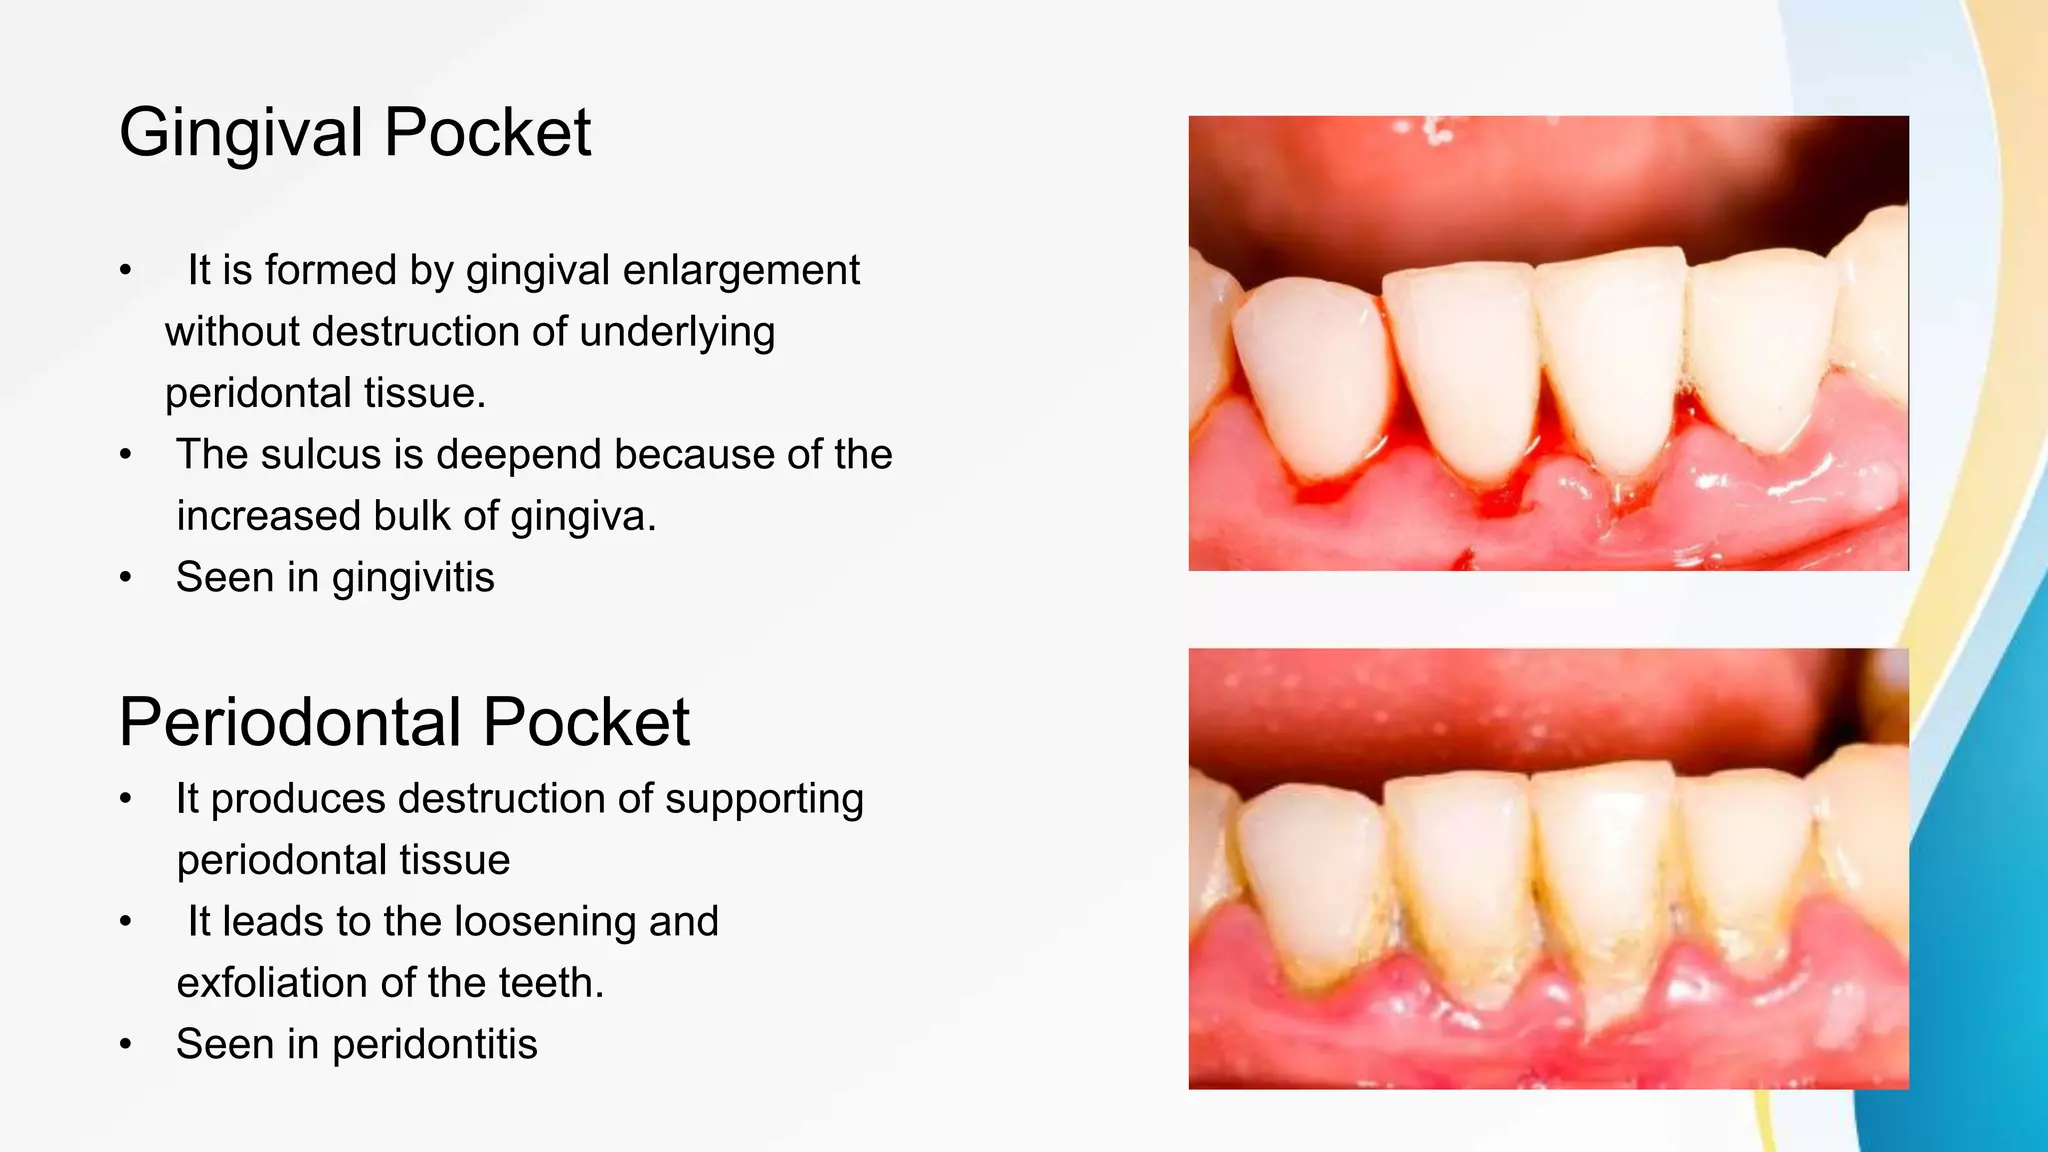 Gingival Pocket
• It is formed by gingival enlargement
without destruction of underlying
peridontal tissue.
• The sulcus is deepend because of the
increased bulk of gingiva.
• Seen in gingivitis
Periodontal Pocket
• It produces destruction of supporting
periodontal tissue
• It leads to the loosening and
exfoliation of the teeth.
• Seen in peridontitis